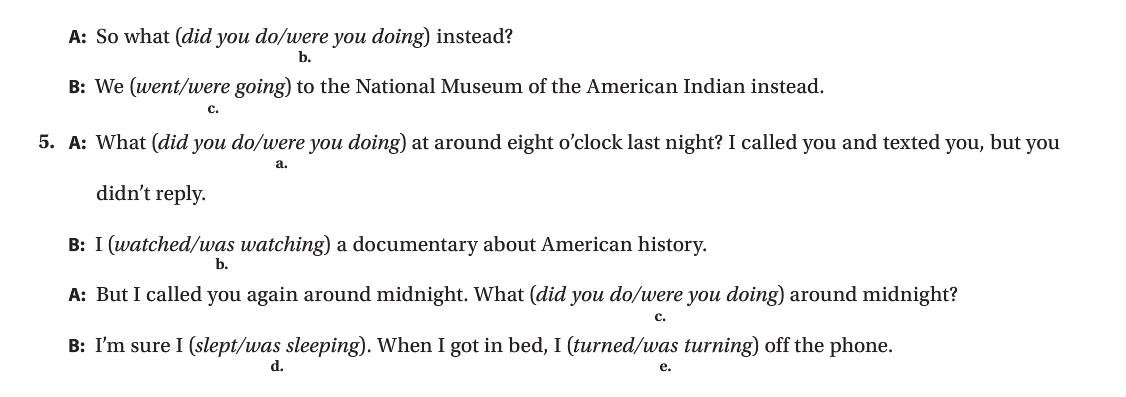 A: So what (did you do/were you doing) instead?
b.
B: We (went/were going) to the National Museum of the American Indian instead.
c.
5. A: What (did you do/were you doing) at around eight o’clock last night? I called you and texted you, but you
a.
didn’t reply.
B: I (watched/was watching) a documentary about American history.
b.
A: But I called you again around midnight. What (did you do/were you doing) around midnight?
c.
B: I’m sure I (slept/was sleeping). When I got in bed, I (turned/was turning) off the phone.
d. e.